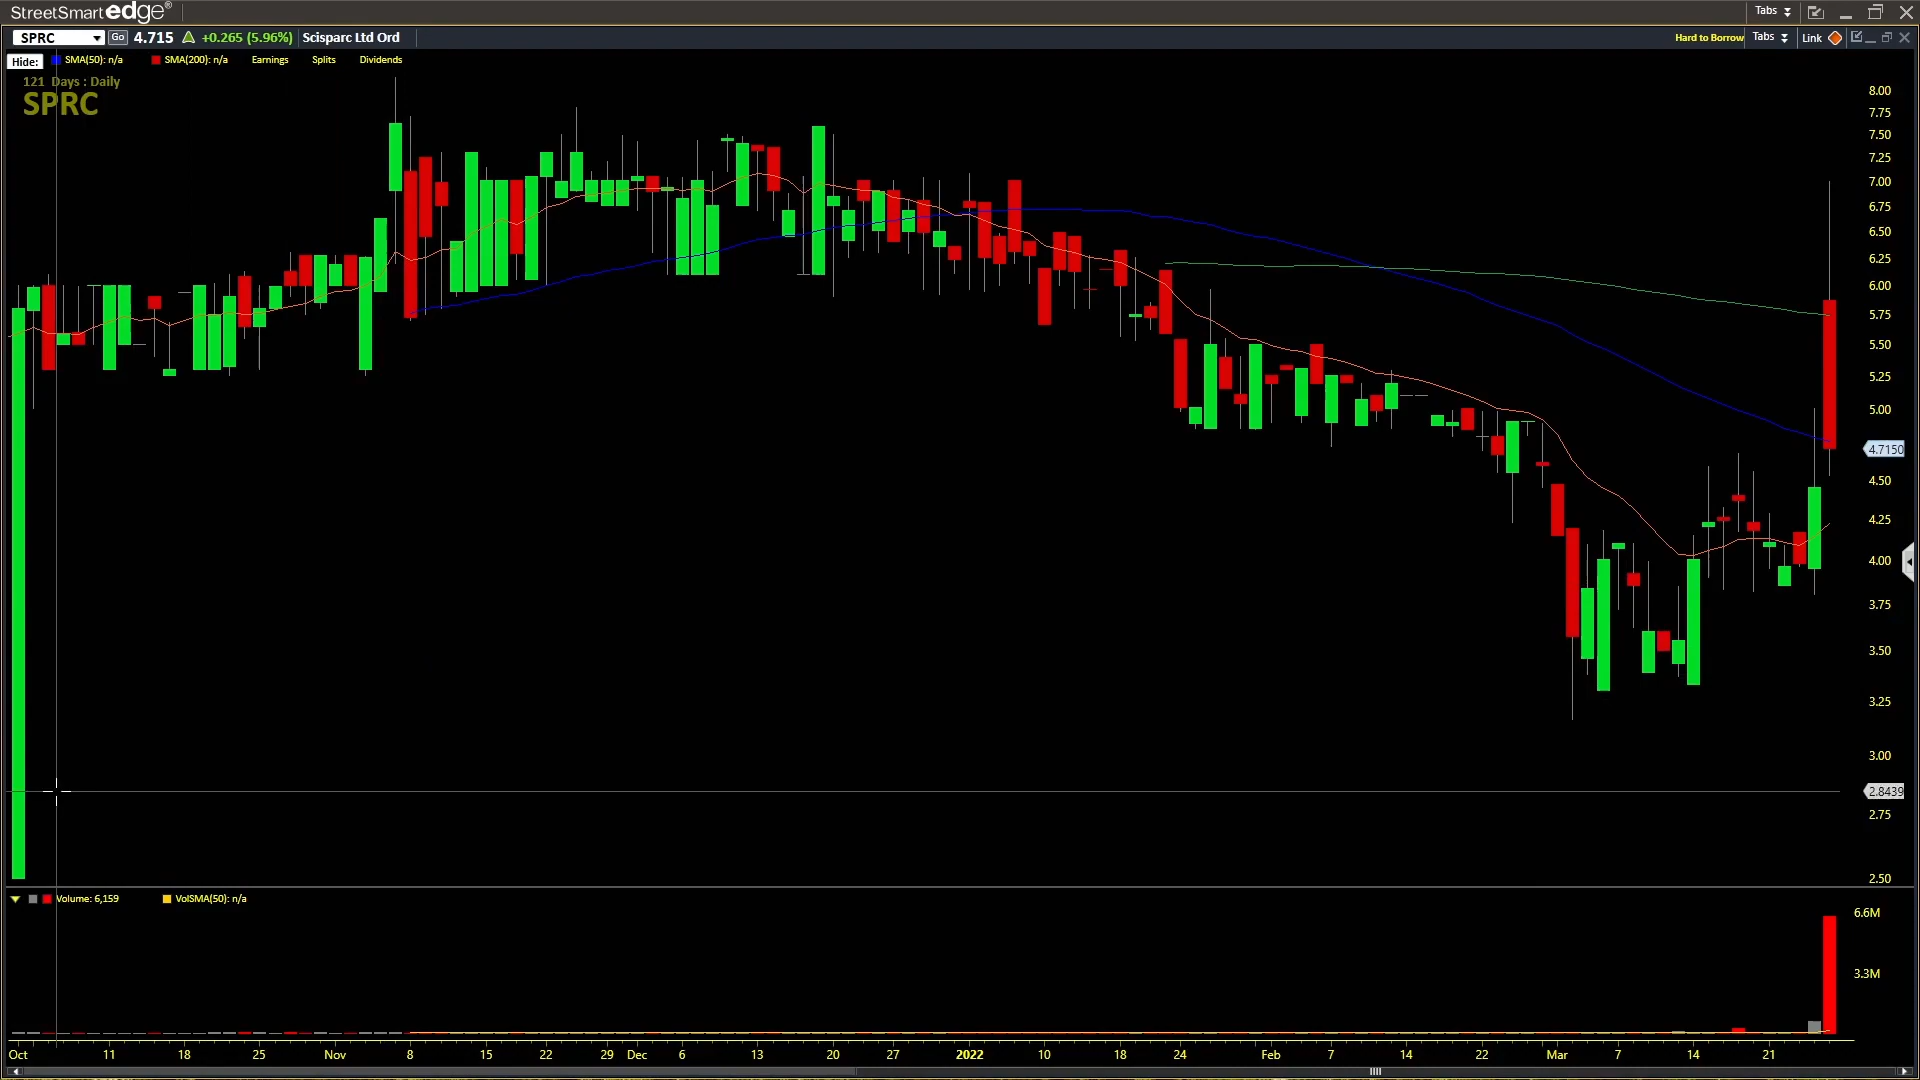 StreetSmart edge® Tabs
SPRC Go 4.715 +0.265 (5.96%) Scisparc Ltd Ord Hard to Borrow Tabs Link
Hide: SMA(50): n/a SMA(200): n/a Earnings Splits Dividends
121 Days : Daily
SPRC
8.00
7.75
7.50
7.25
7.00
6.75
6.50
6.25
6.00
5.75
5.50
5.25
5.00
4.7150
4.50
4.25
4.00
3.75
3.50
3.25
3.00
2.8439
2.75
2.50
Volume: 6,159 VolSMA(50): n/a
6.6M
3.3M
Oct 11 18 25 Nov 8 15 22 29 Dec 6 13 20 27 2022 10 18 24 Feb 7 14 22 Mar 7 14 21